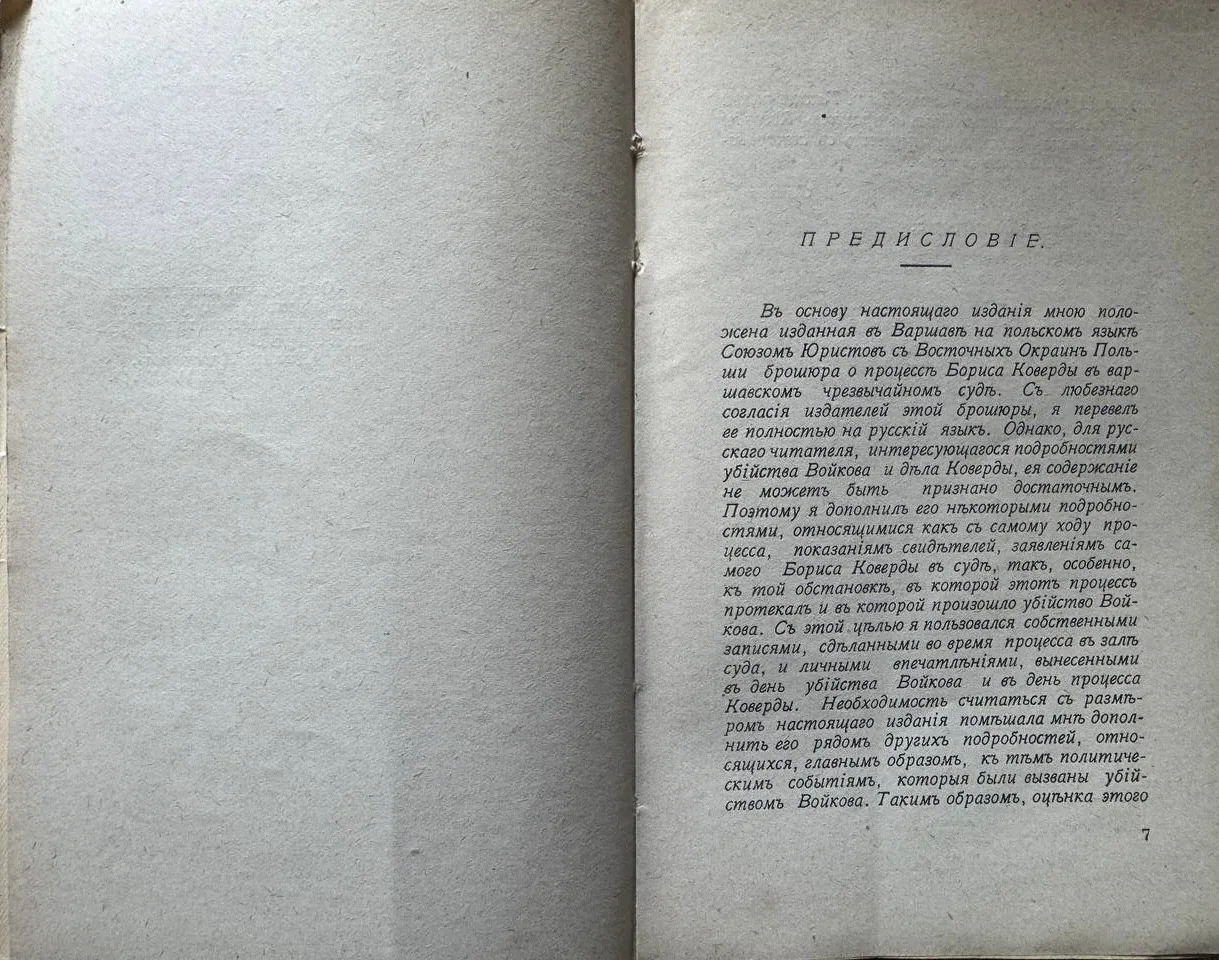 ПРЕДИСЛОВІЕ.
Въ основу настоящаго изданія мною поло-
жена изданная въ Варшавѣ на польскомъ языкѣ
Союзомъ Юристовъ съ Восточныхъ Окраинъ Поль-
ши брошюра о процессѣ Бориса Коверды въ вар-
шавскомъ чрезвычайномъ судѣ. Съ любезнаго
согласія издателей этой брошюры, я перевелъ
ее полностью на русскій языкъ. Однако, для рус-
скаго читателя, интересующагося подробностями
убійства Войкова и дѣла Коверды, ея содержаніе
не можетъ быть признано достаточнымъ.
Поэтому я дополнилъ его нѣкоторыми подробно-
стями, относящимися какъ съ самому ходу про-
цесса, показаніямъ свидѣтелей, заявленіямъ са-
мого Бориса Коверды въ судѣ, такъ, особенно,
къ той обстановкѣ, въ которой этотъ процессъ
протекалъ и въ которой произошло убійство Вой-
кова. Съ этой цѣлью я пользовался собственными
записями, сдѣланными во время процесса въ залѣ
суда, и личными впечатлѣніями, вынесенными
въ день убійства Войкова и въ день процесса
Коверды. Необходимость считаться съ размѣ-
ромъ настоящаго изданія помѣшала мнѣ допол-
нить его рядомъ другихъ подробностей, отно-
сящихся, главнымъ образомъ, къ тѣмъ политиче-
скимъ событіямъ, которыя были вызваны убій-
ствомъ Войкова. Такимъ образомъ, оцѣнка этого
7